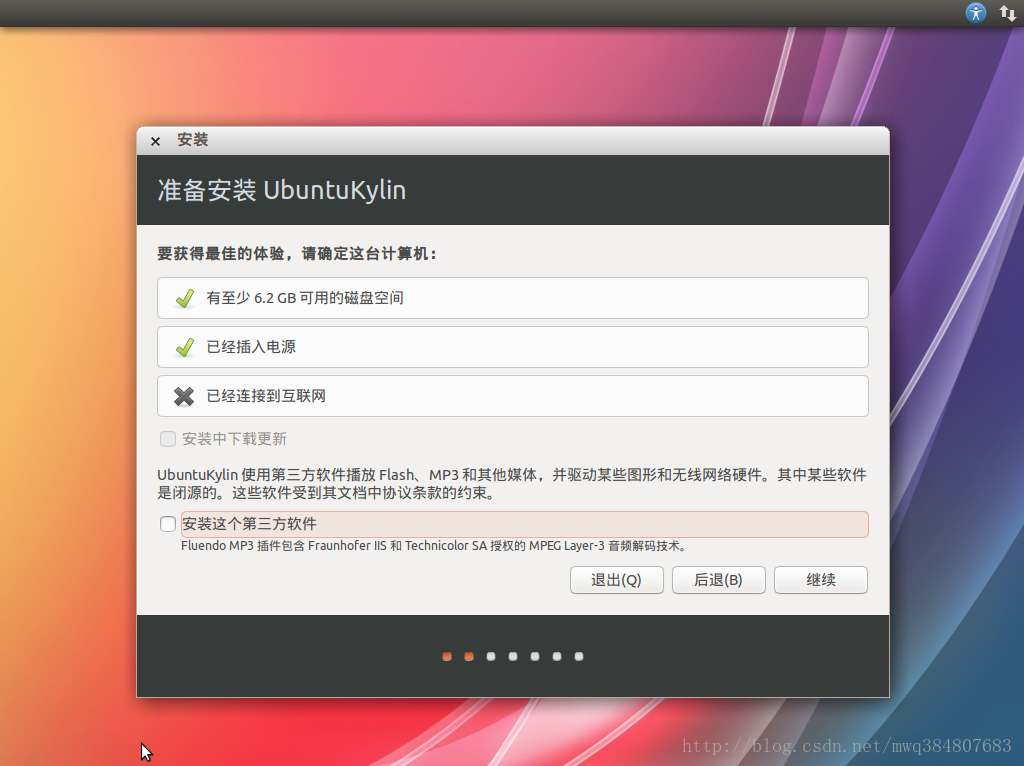 安装
准备安装 UbuntuKylin
要获得最佳的体验，请确定这台计算机：
有至少 6.2 GB 可用的磁盘空间
已经插入电源
已经连接到互联网
安装中下载更新
UbuntuKylin 使用第三方软件播放 Flash、MP3 和其他媒体，并驱动某些图形和无线网络硬件。其中某些软件
是闭源的。这些软件受到其文档中协议条款的约束。
安装这个第三方软件
Fluendo MP3 插件包含 Fraunhofer IIS 和 Technicolor SA 授权的 MPEG Layer-3 音频解码技术。
退出(Q) 后退(B) 继续
http://blog.csdn.net/mwq384807683